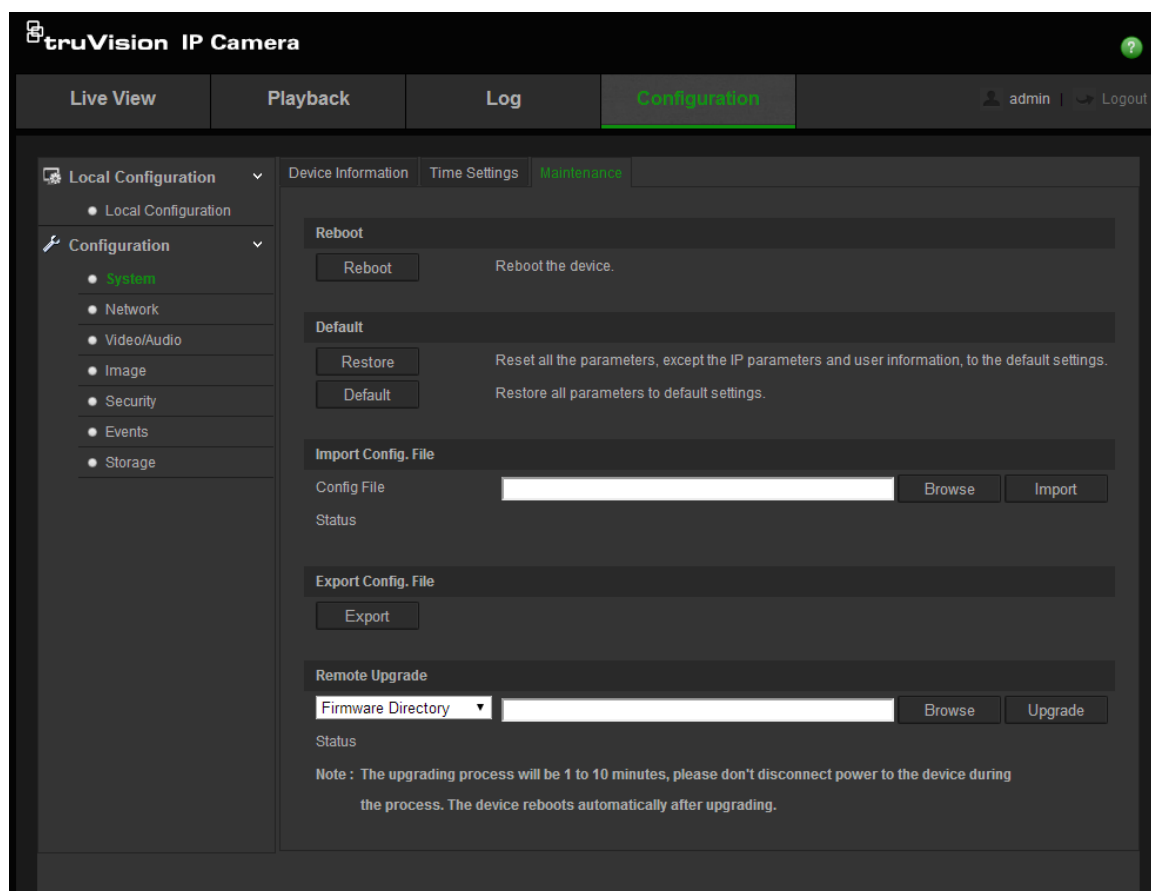 truVision IP Camera
?
Live View Playback Log Configuration admin | Logout
Local Configuration
Local Configuration
Configuration
System
Network
Video/Audio
Image
Security
Events
Storage
Device Information Time Settings Maintenance
Reboot
Reboot Reboot the device.
Default
Restore Reset all the parameters, except the IP parameters and user information, to the default settings.
Default Restore all parameters to default settings.
Import Config. File
Config File Browse Import
Status
Export Config. File
Export
Remote Upgrade
Firmware Directory Browse Upgrade
Status
Note : The upgrading process will be 1 to 10 minutes, please don't disconnect power to the device during
the process. The device reboots automatically after upgrading.